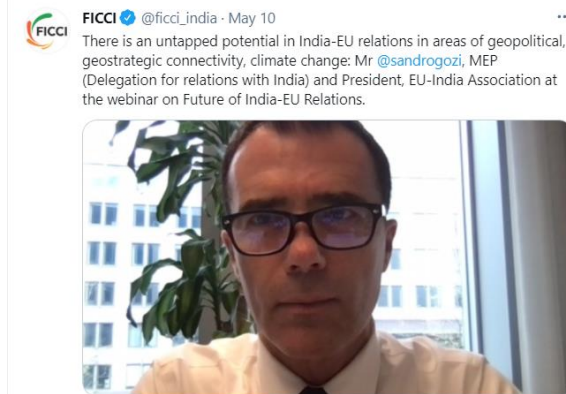 FICCI @ficci_india · May 10
FICCI
There is an untapped potential in India-EU relations in areas of geopolitical,
geostrategic connectivity, climate change: Mr @sandrogozi, MEP
(Delegation for relations with India) and President, EU-India Association at
the webinar on Future of India-EU Relations.